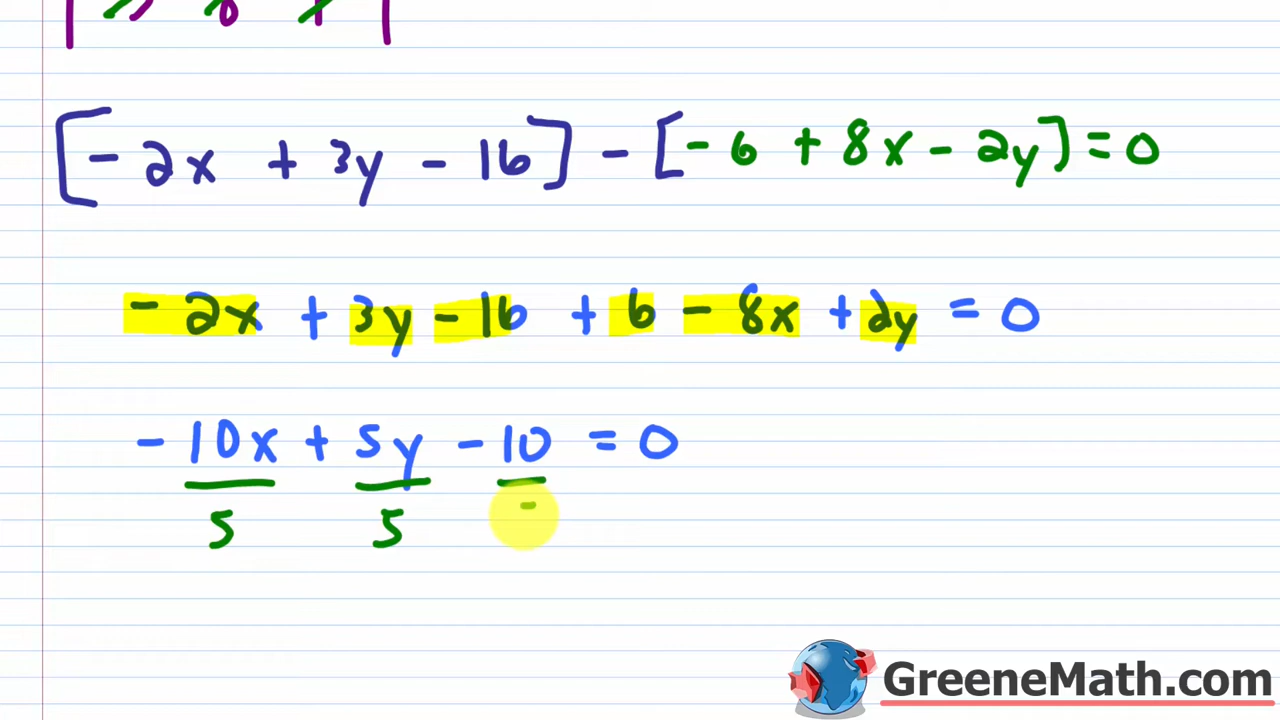 [- 2x + 3y - 16] - [- 6 + 8x - 2y] = 0
- 2x + 3y - 16 + 6 - 8x + 2y = 0
- 10x + 5y - 10 = 0
5 5
GreeneMath.com